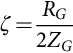 ζ = R_G / 2Z_G